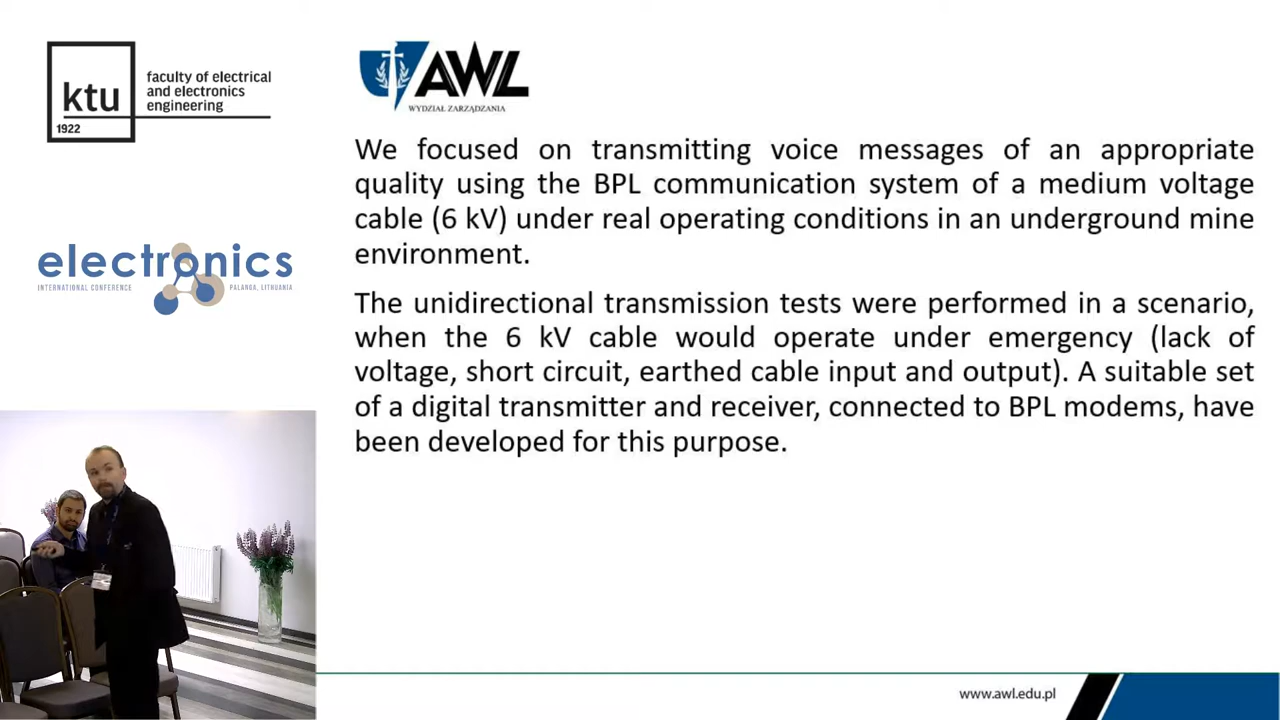 ktu
1922
faculty of electrical
and electronics
engineering
AWL
WYDZIAŁ ZARZĄDZANIA
We focused on transmitting voice messages of an appropriate
quality using the BPL communication system of a medium voltage
cable (6 kV) under real operating conditions in an underground mine
environment.
The unidirectional transmission tests were performed in a scenario,
when the 6 kV cable would operate under emergency (lack of
voltage, short circuit, earthed cable input and output). A suitable set
of a digital transmitter and receiver, connected to BPL modems, have
been developed for this purpose.
electronics
INTERNATIONAL CONFERENCE
PALANGA, LITHUANIA
www.awl.edu.pl